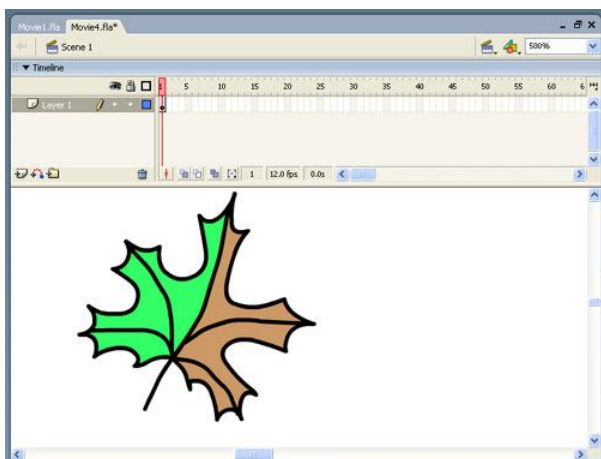 Movie1.fla Movie4.fla*
Scene 1
500%
Timeline
1 5 10 15 20 25 30 35 40 45 50 55 60 6
Layer 1
1 12.0 fps 0.0s